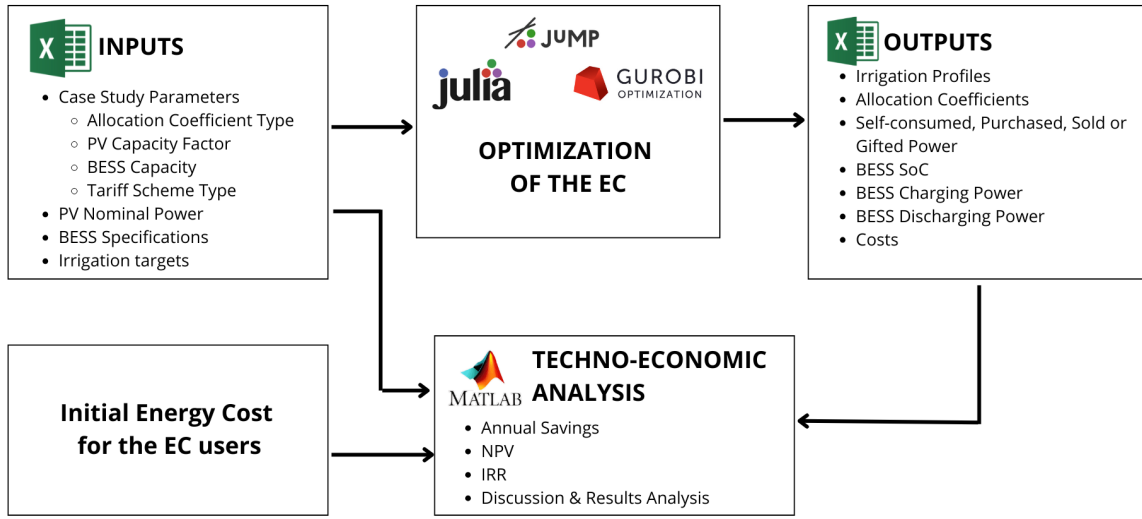 X INPUTS
• Case Study Parameters
○ Allocation Coefficient Type
○ PV Capacity Factor
○ BESS Capacity
○ Tariff Scheme Type
• PV Nominal Power
• BESS Specifications
• Irrigation targets
JuMP
julia
GUROBI
OPTIMIZATION
OPTIMIZATION
OF THE EC
X OUTPUTS
• Irrigation Profiles
• Allocation Coefficients
• Self-consumed, Purchased, Sold or
Gifted Power
• BESS SoC
• BESS Charging Power
• BESS Discharging Power
• Costs
Initial Energy Cost
for the EC users
MATLAB
TECHNO-ECONOMIC
ANALYSIS
• Annual Savings
• NPV
• IRR
• Discussion & Results Analysis